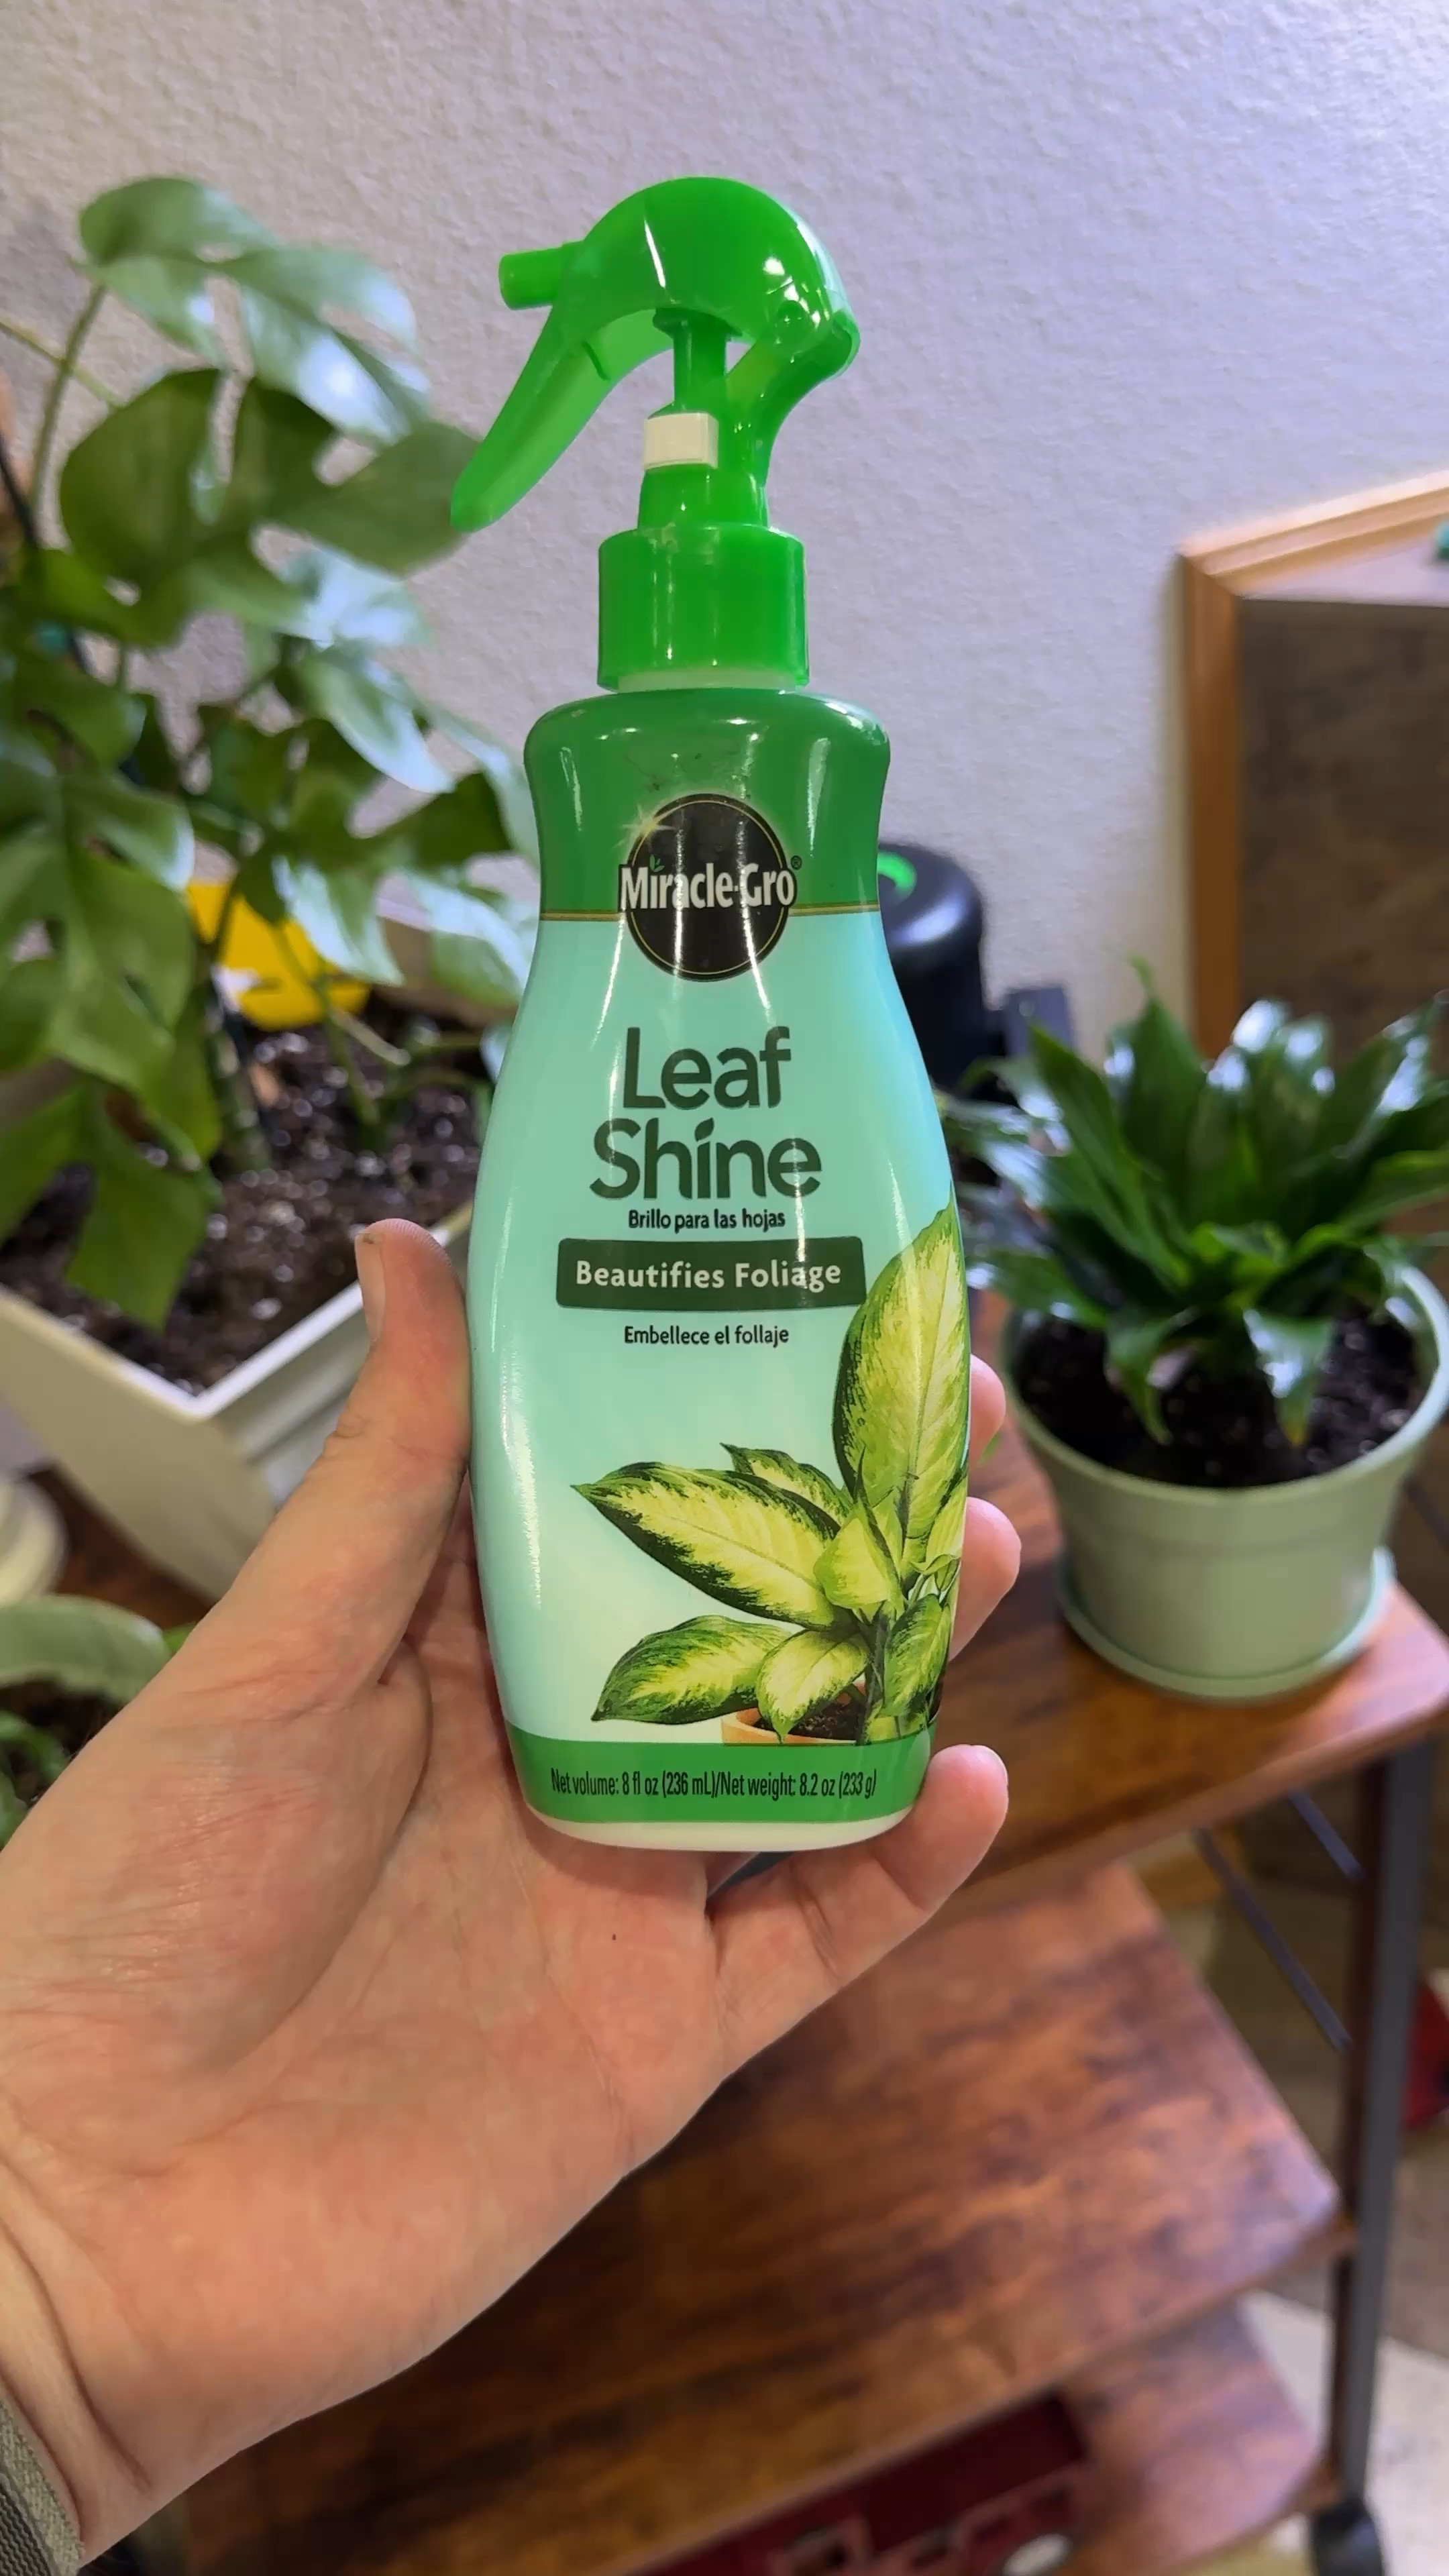 Miracle-Gro®
Leaf
Shine
Brillo para las hojas
Beautifies Foliage
Embellece el follaje
Net volume: 8 fl oz (236 mL)/Net weight: 8.2 oz (233 g)